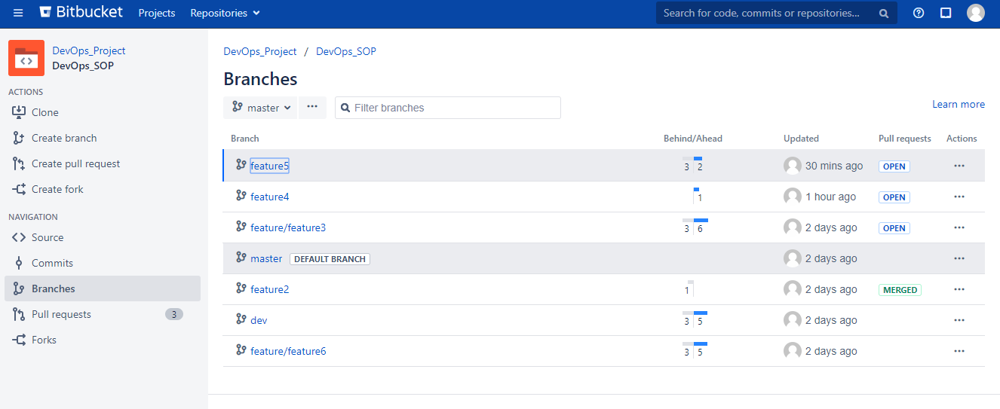 Bitbucket Projects Repositories Search for code, commits or repositories...
DevOps_Project
DevOps_SOP
ACTIONS
Clone
Create branch
Create pull request
Create fork
NAVIGATION
Source
Commits
Branches
Pull requests 3
Forks
DevOps_Project / DevOps_SOP
Branches
master ··· Filter branches Learn more
Branch Behind/Ahead Updated Pull requests Actions
feature5 3 2 30 mins ago OPEN ···
feature4 1 1 hour ago OPEN ···
feature/feature3 3 6 2 days ago OPEN ···
master DEFAULT BRANCH 2 days ago ···
feature2 1 2 days ago MERGED ···
dev 3 5 2 days ago ···
feature/feature6 3 5 2 days ago ···